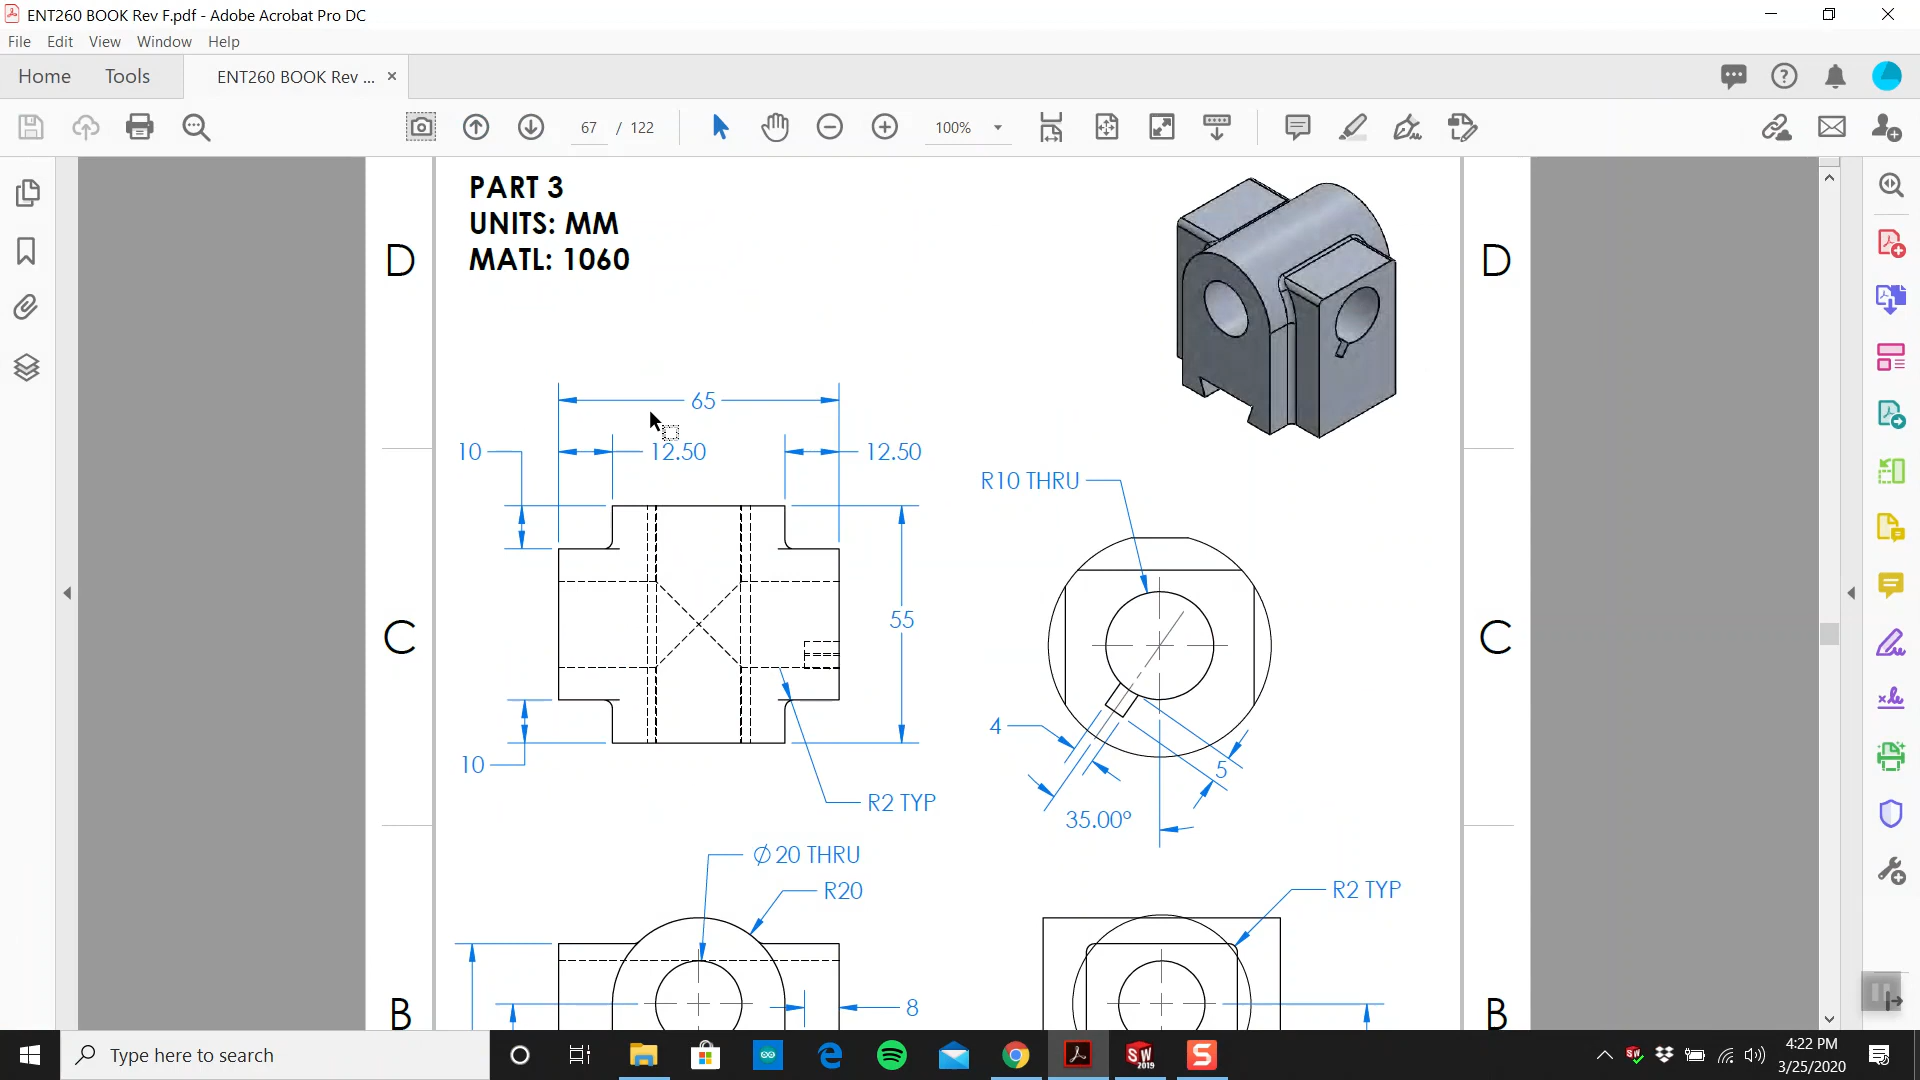 ENT260 BOOK Rev F.pdf - Adobe Acrobat Pro DC
File Edit View Window Help
Home Tools ENT260 BOOK Rev ... ×
67 / 122 100%
PART 3
UNITS: MM
MATL: 1060
D D
65
10 12.50 12.50
R10 THRU
55
C C
4
5
10
35.00°
R2 TYP
Ø20 THRU
R20
R2 TYP
8
B B
Type here to search
4:22 PM
3/25/2020
SW
2019
S